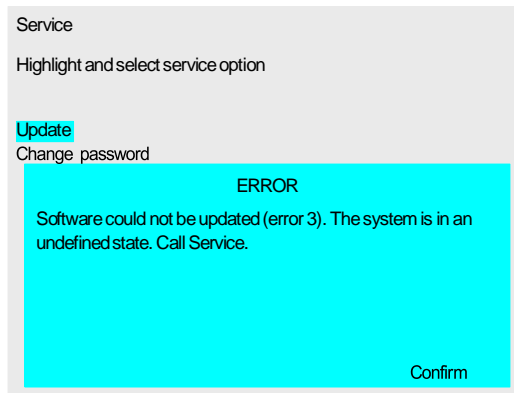 Service
Highlight and select service option
Update
Change password
ERROR
Software could not be updated (error 3). The system is in an
undefined state. Call Service.
Confirm